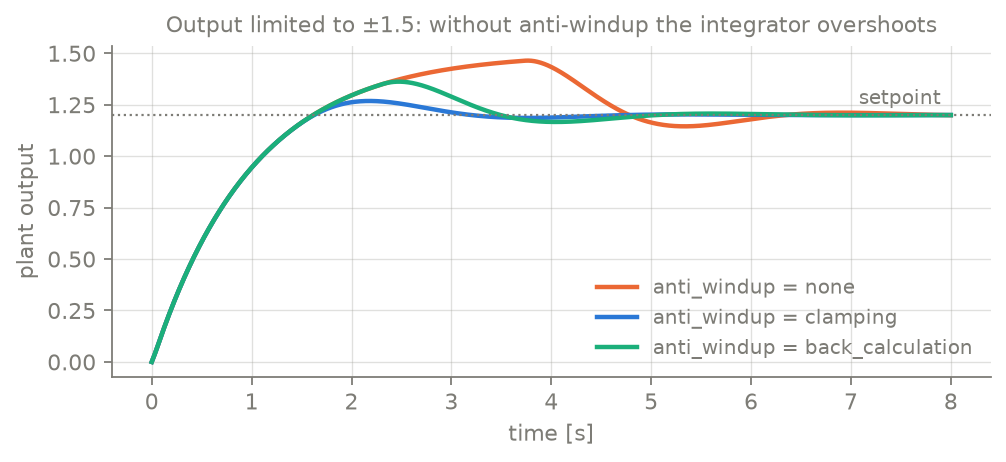 Output limited to ±1.5: without anti-windup the integrator overshoots
1.50
1.25
1.00
0.75
0.50
0.25
0.00
plant output
setpoint
anti_windup = none
anti_windup = clamping
anti_windup = back_calculation
0 1 2 3 4 5 6 7 8
time [s]